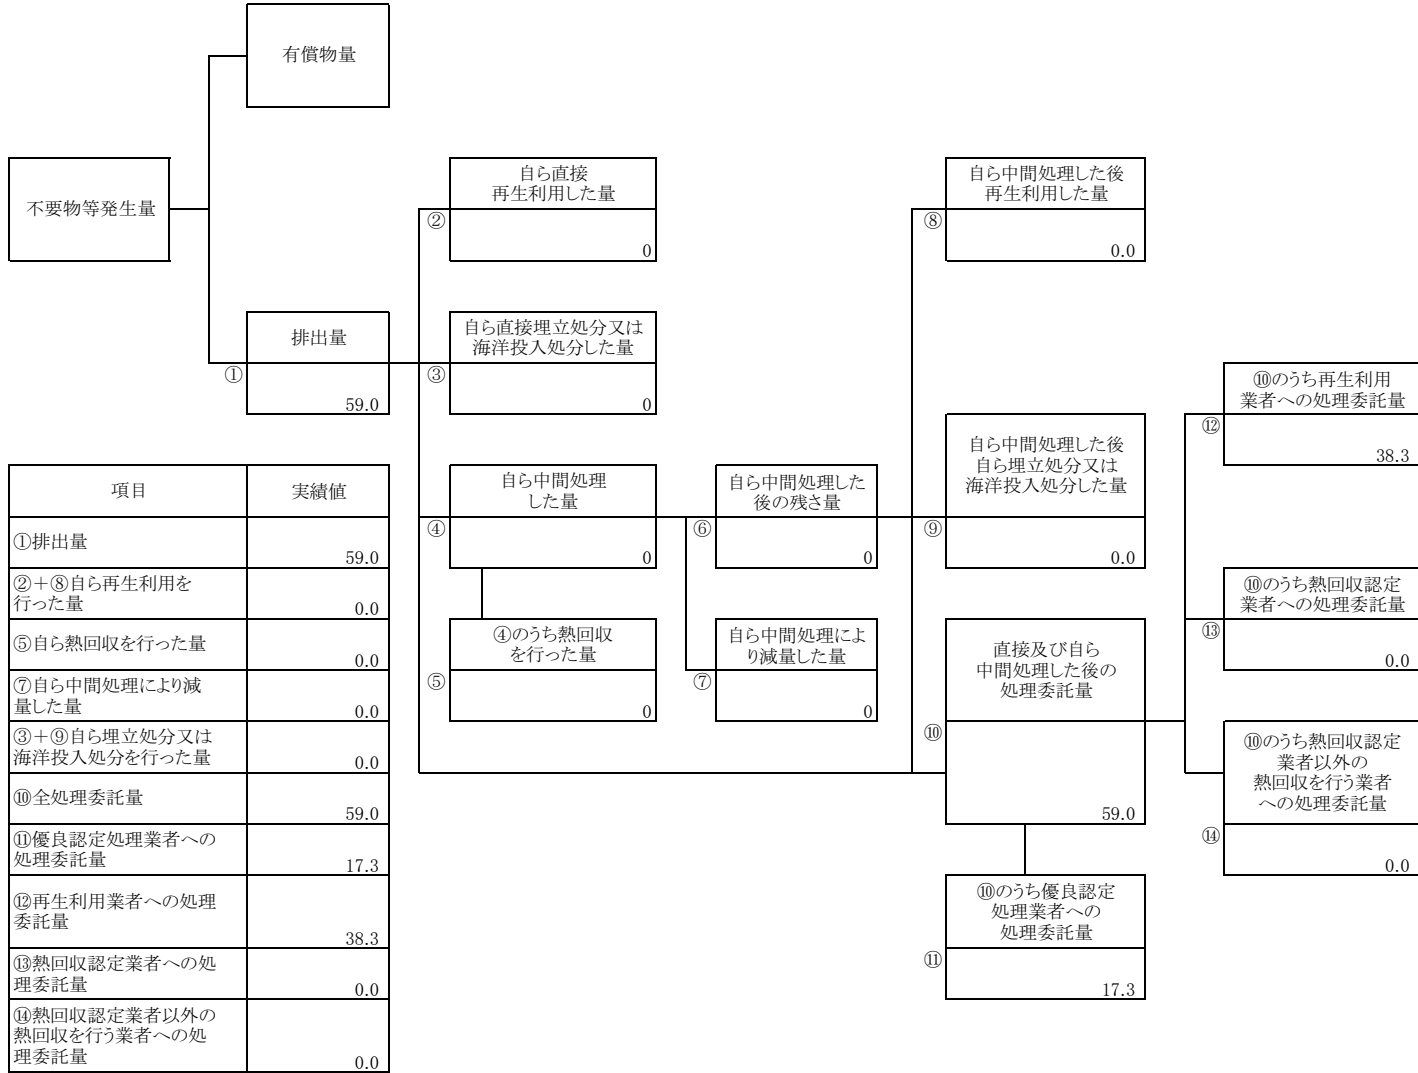 有償物量
不要物等発生量
排出量
①
59.0
自ら直接
再生利用した量
②
0
自ら直接埋立処分又は
海洋投入処分した量
③
0
自ら中間処理
した量
④
0
④のうち熱回収
を行った量
⑤
0
自ら中間処理した
後の残さ量
⑥
0
自ら中間処理によ
り減量した量
⑦
0
自ら中間処理した後
再生利用した量
⑧
0.0
自ら中間処理した後
自ら埋立処分又は
海洋投入処分した量
⑨
0.0
直接及び自ら
中間処理した後の
処理委託量
⑩
59.0
⑩のうち優良認定
処理業者への
処理委託量
⑪
17.3
⑩のうち再生利用
業者への処理委託量
⑫
38.3
⑩のうち熱回収認定
業者への処理委託量
⑬
0.0
⑩のうち熱回収認定
業者以外の
熱回収を行う業者
への処理委託量
⑭
0.0
項目 実績値
①排出量
59.0
②＋⑧自ら再生利用を
行った量
0.0
⑤自ら熱回収を行った量
0.0
⑦自ら中間処理により減
量した量
0.0
③＋⑨自ら埋立処分又は
海洋投入処分を行った量
0.0
⑩全処理委託量
59.0
⑪優良認定処理業者への
処理委託量
17.3
⑫再生利用業者への処理
委託量
38.3
⑬熱回収認定業者への処
理委託量
0.0
⑭熱回収認定業者以外の
熱回収を行う業者への処
理委託量
0.0